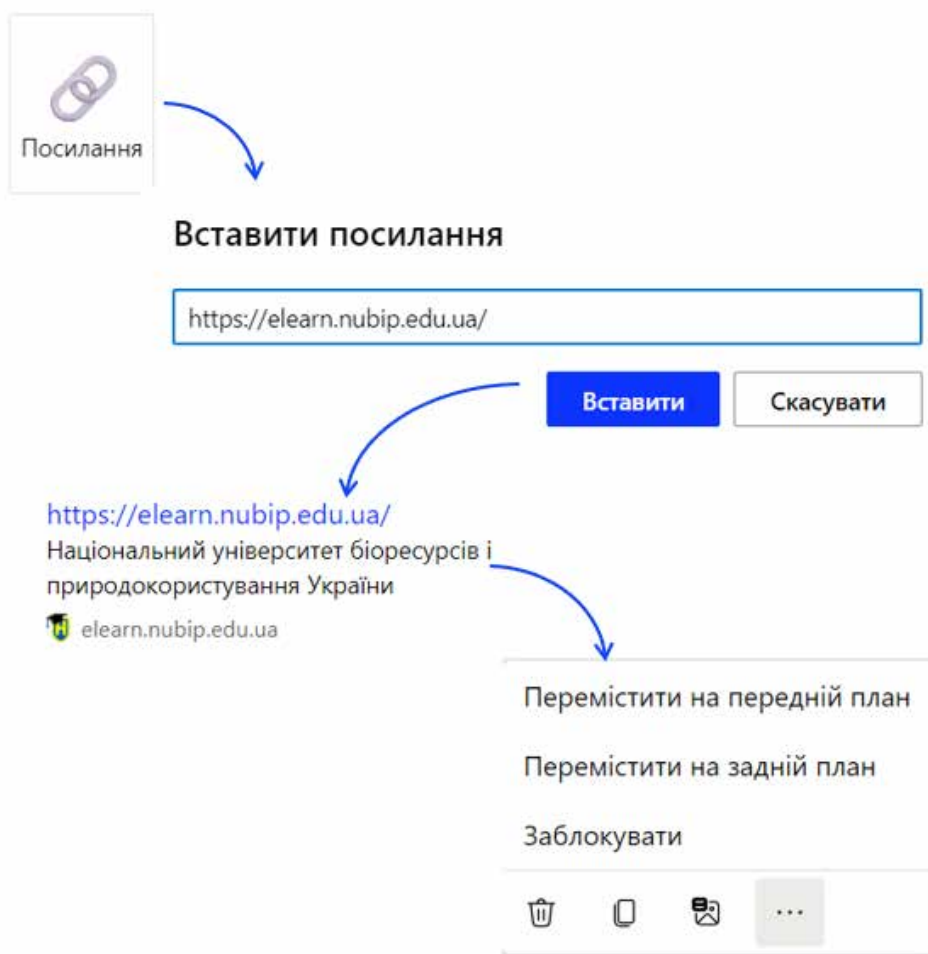 Посилання
Вставити посилання
https://elearn.nubip.edu.ua/
Вставити
Скасувати
https://elearn.nubip.edu.ua/
Національний університет біоресурсів і
природокористування України
elearn.nubip.edu.ua
Перемістити на передній план
Перемістити на задній план
Заблокувати